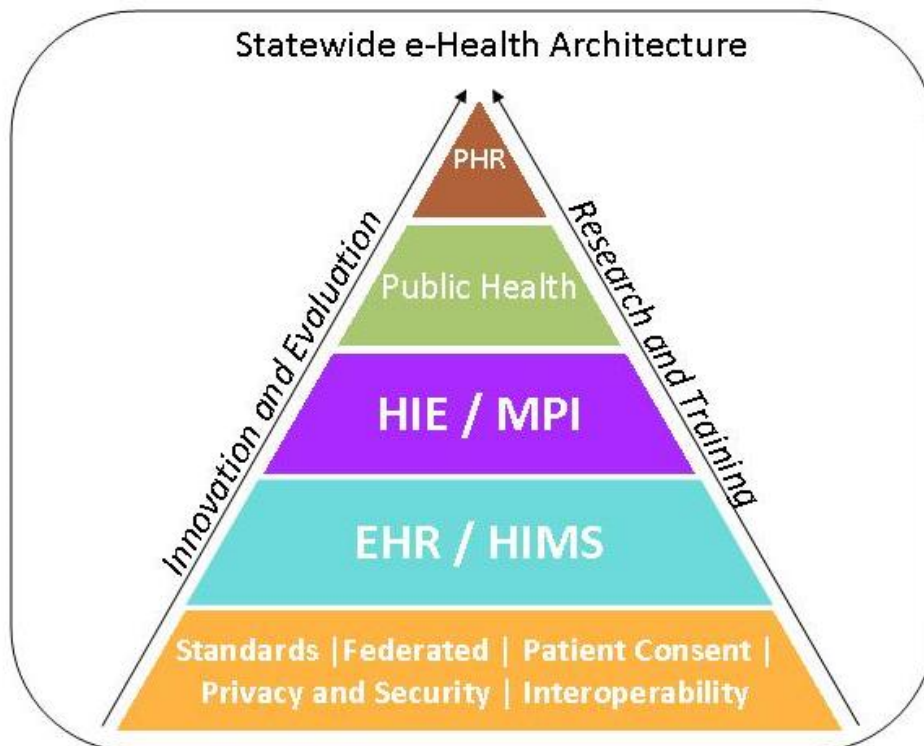 Statewide e-Health Architecture
PHR
Public Health
HIE / MPI
EHR / HIMS
Standards |Federated | Patient Consent |
Privacy and Security | Interoperability
Innovation and Evaluation
Research and Training